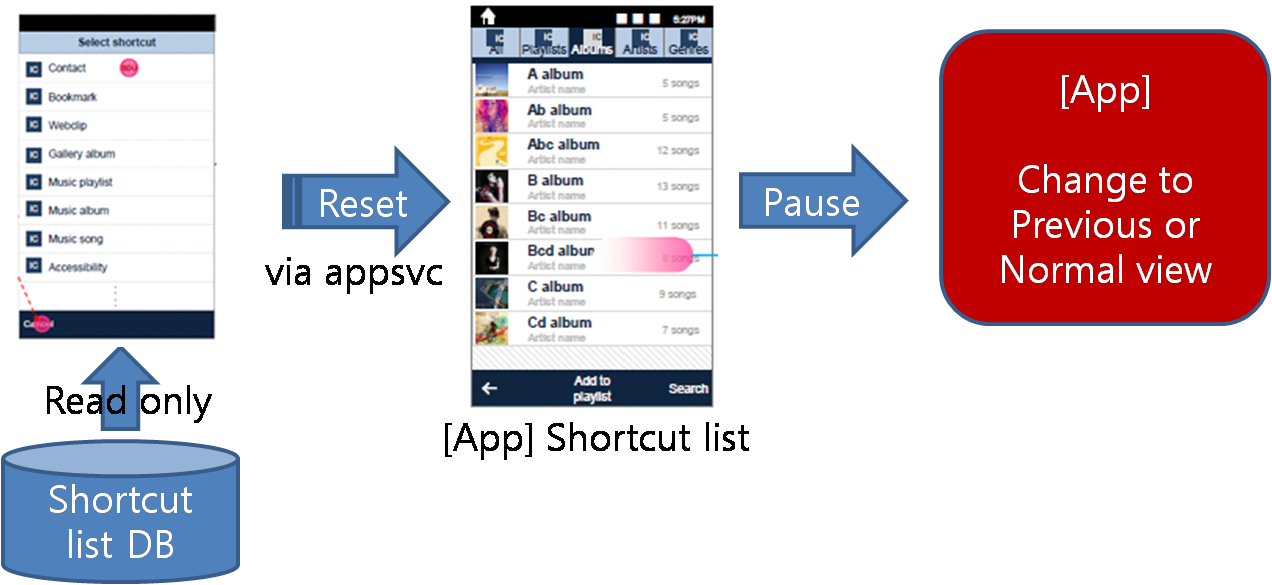 Select shortcut
IC Contact
IC Bookmark
IC Webclip
IC Gallery album
IC Music playlist
IC Music album
IC Music song
IC Accessibility
Cancel
Read only
Shortcut
list DB
Reset
via appsvc
5:27PM
IC IC IC IC IC
All Playlists Albums Artists Genres
A album
Artist name
5 songs
Ab album
Artist name
5 songs
Abc album
Artist name
12 songs
B album
Artist name
13 songs
Bc album
Artist name
11 songs
Bcd album
Artist name
8 songs
C album
Artist name
9 songs
Cd album
Artist name
7 songs
Add to
playlist
Search
[App] Shortcut list
Pause
[App]
Change to
Previous or
Normal view